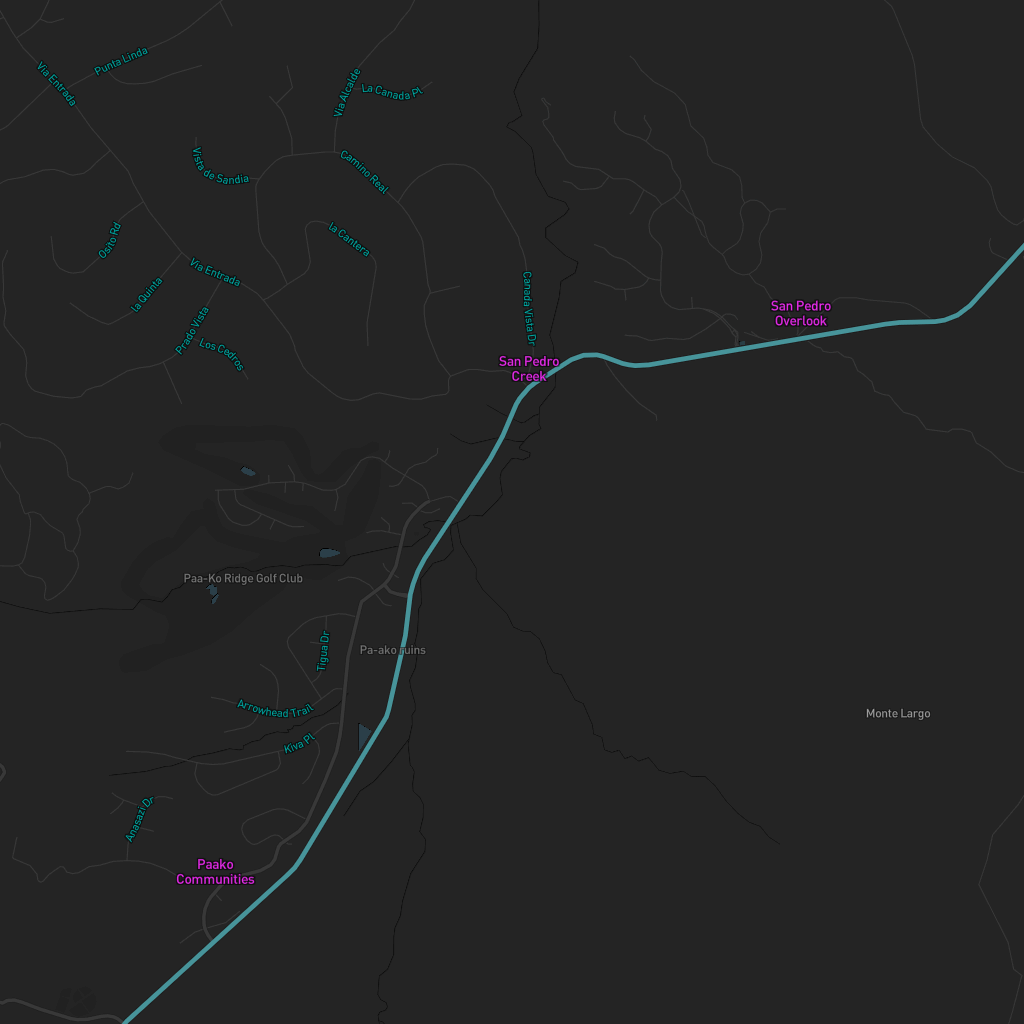 Punta Linda
Via Entrada
Via Alcalde
La Canada Pl
Vista de Sandia
Camino Real
Osito Rd
la Cantera
Via Entrada
la Quinta
Canada Vista Dr
San Pedro
Overlook
Prado Vista
Los Cedros
San Pedro
Creek
Paa-Ko Ridge Golf Club
Tigua Dr
Pa-ako ruins
Arrowhead Trail
Monte Largo
Kiva Pl
Anasazi Dr
Paako
Communities